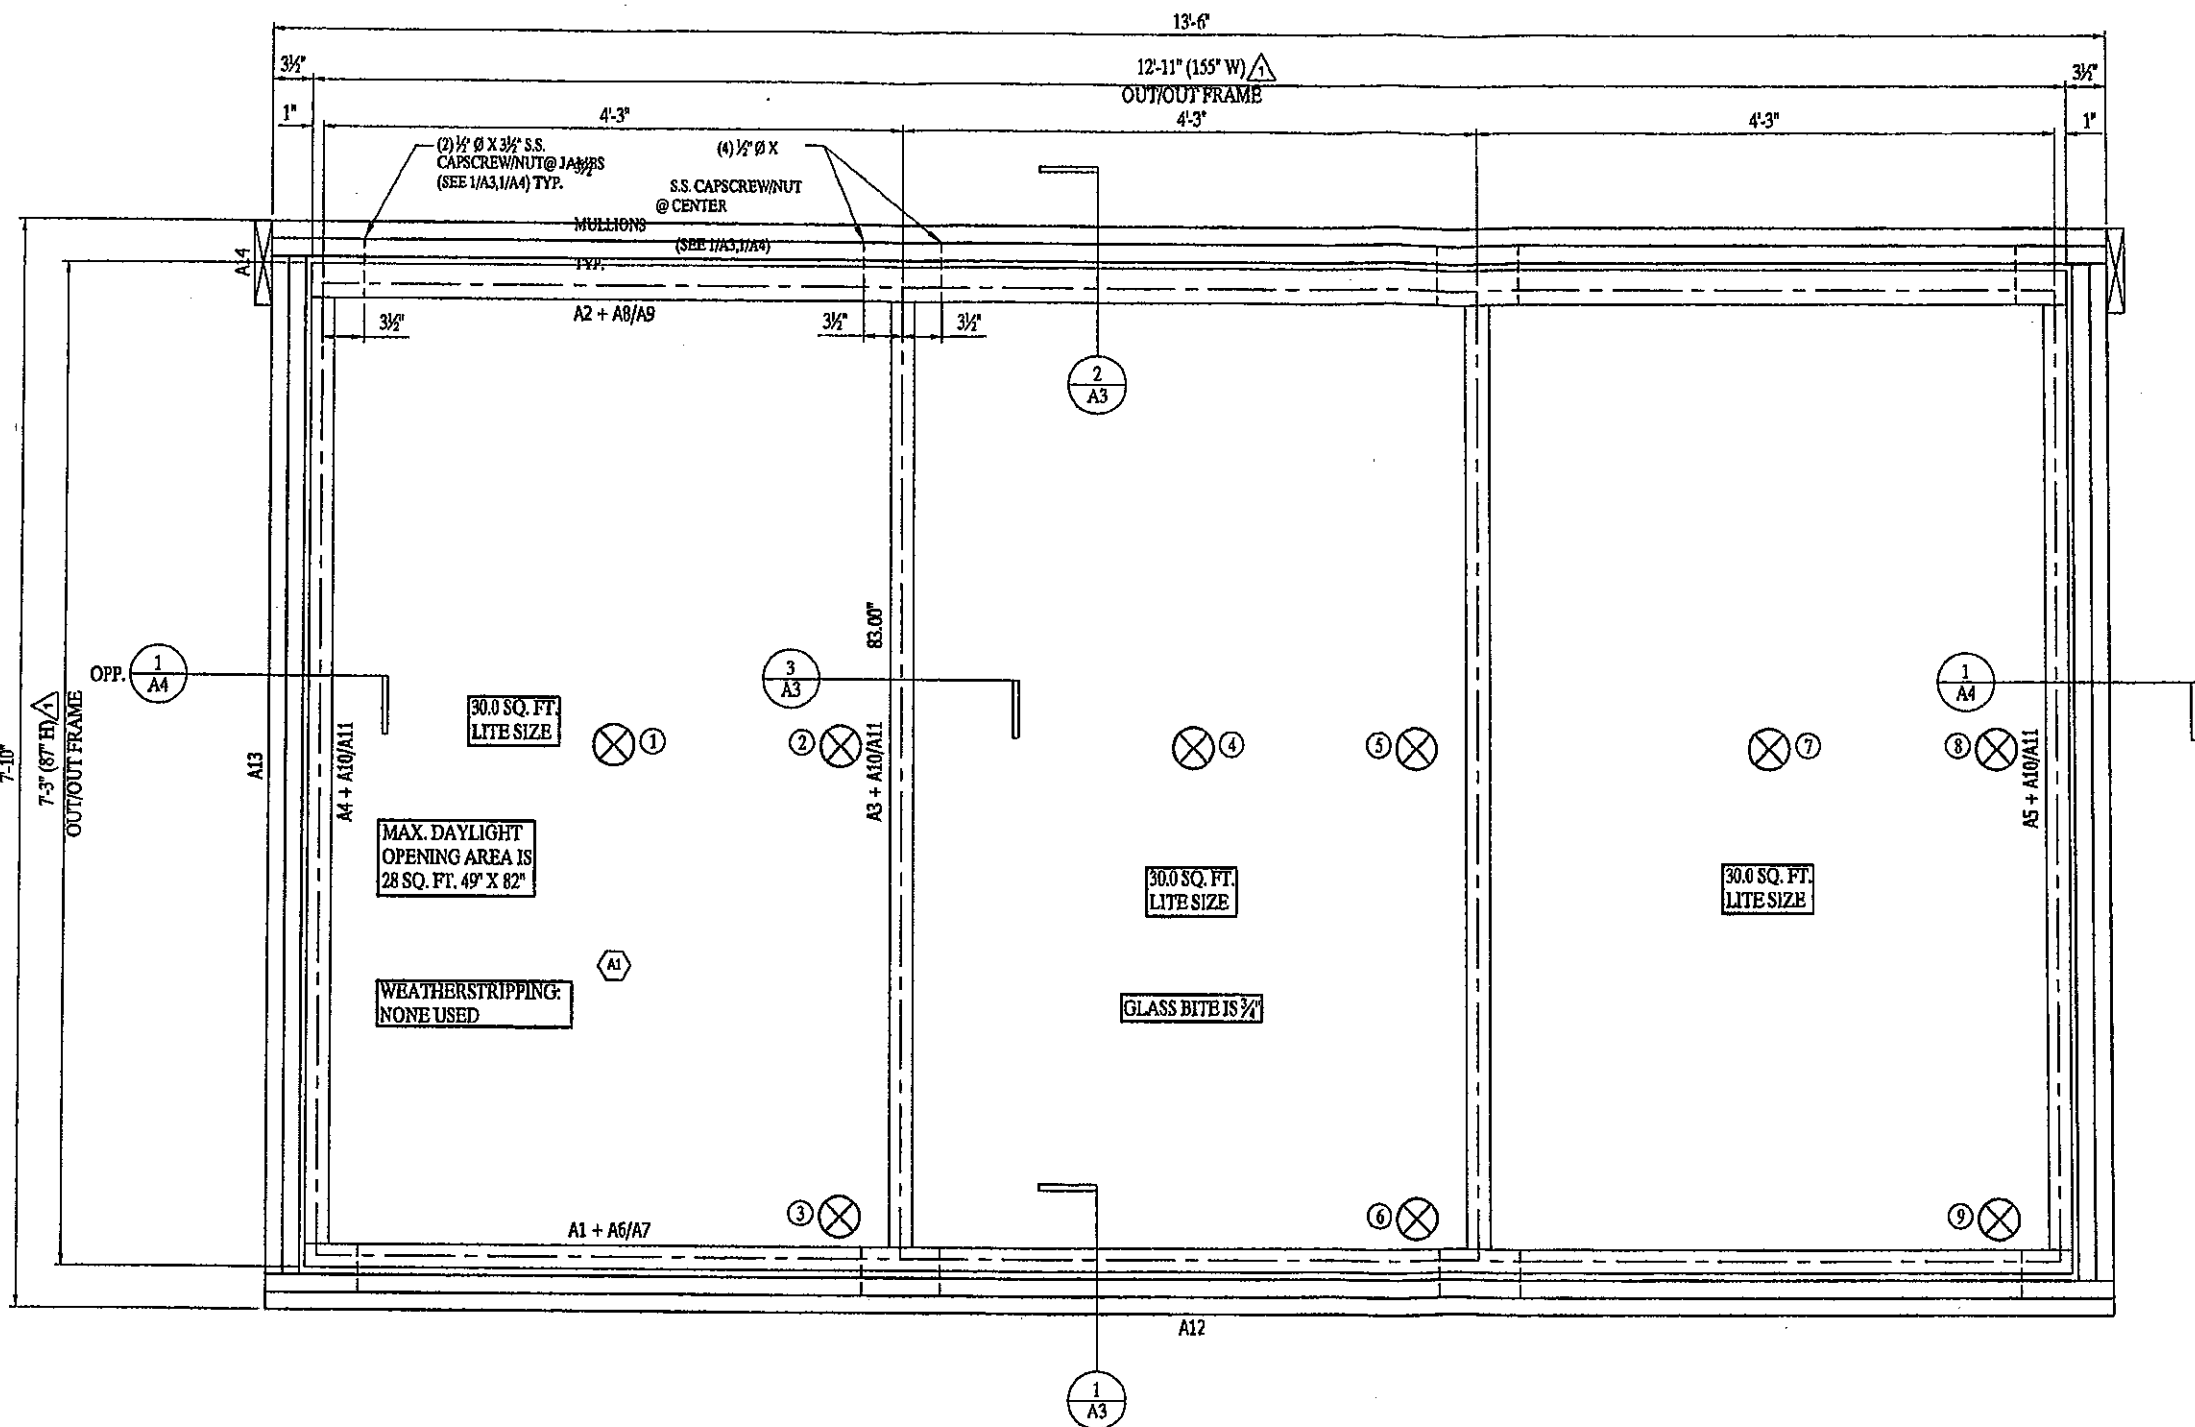 13'-6"
3½"
12'-11" (155" W) 1
3½"
OUT/OUT FRAME
1"
4'-3"
4'-3"
4'-3"
1"
(2) ½" Ø X 3½" S.S.
CAPSCREW/NUT@ JAMBS
(SEE 1/A3,1/A4) TYP.
(4) ½" Ø X
3½"
S.S. CAPSCREW/NUT
@ CENTER
MULLIONS
(SEE 1/A3,1/A4)
TYP.
A14
A2 + A8/A9
3½"
3½"
3½"
2
A3
83.00"
OPP.
1
A4
3
A3
1
A4
7'-10"
7'-3" (87" H) 1
OUT/OUT FRAME
A13
A4 + A10/A11
A3 + A10/A11
A5 + A10/A11
30.0 SQ. FT.
LITE SIZE
1
2
4
5
7
8
MAX. DAYLIGHT
OPENING AREA IS
28 SQ. FT. 49" X 82"
30.0 SQ. FT.
LITE SIZE
30.0 SQ. FT.
LITE SIZE
A1
WEATHERSTRIPPING:
NONE USED
GLASS BITE IS ¾"
3
6
9
A1 + A6/A7
A12
1
A3